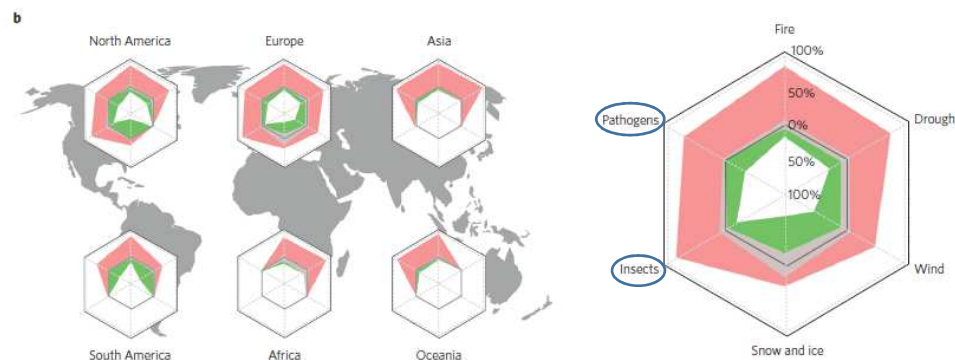 b
North America
Europe
Asia
South America
Africa
Oceania
Fire
100%
50%
0%
50%
100%
Pathogens
Drough
Insects
Wind
Snow and ice